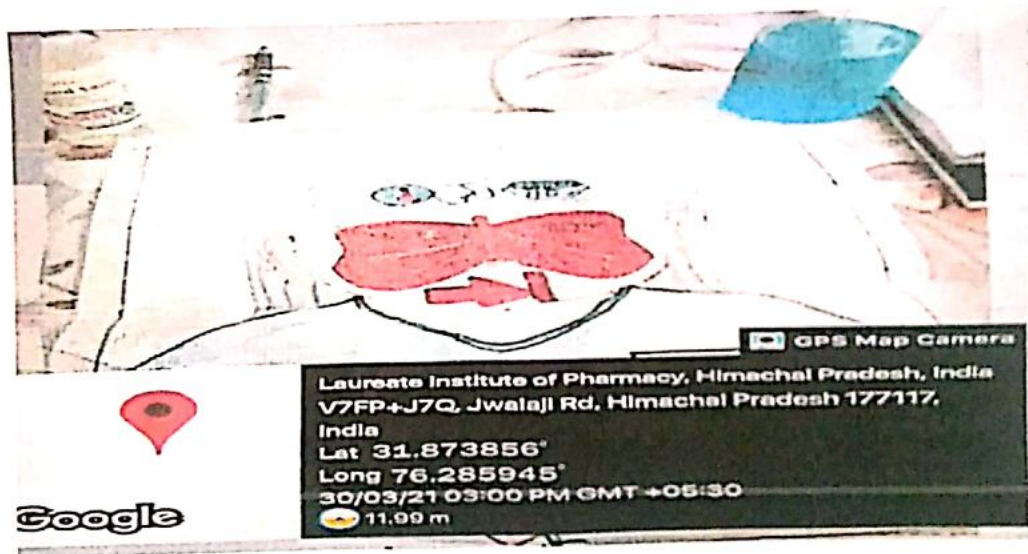 GPS Map Camera
Laureate Institute of Pharmacy, Himachal Pradesh, India
V7FP+J7Q, Jwalaji Rd, Himachal Pradesh 177117,
India
Lat 31.873856°
Long 76.285945°
30/03/21 03:00 PM GMT +05:30
Google
11.99 m